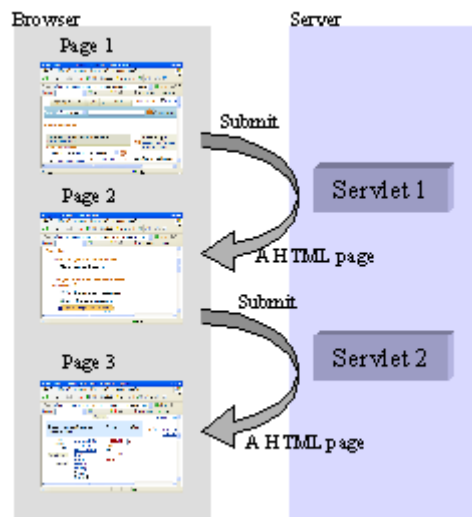 Browser
Server
Page 1
Submit
Servlet 1
Page 2
A HTML page
Submit
Servlet 2
Page 3
A HTML page